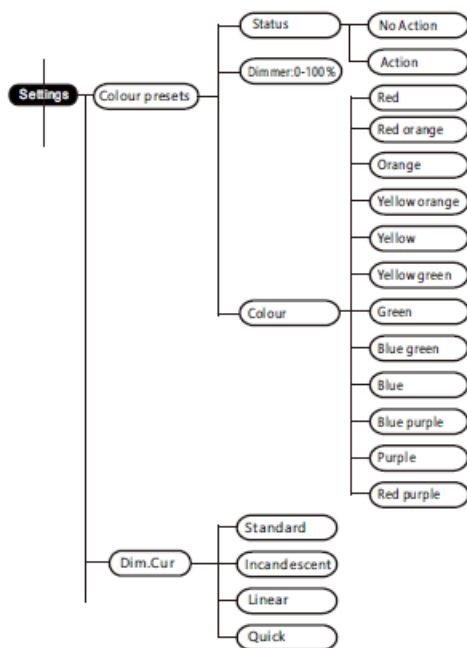 Settings
Colour presets
Status
No Action
Action
Dimmer:0-100%
Colour
Red
Red orange
Orange
Yellow orange
Yellow
Yellow green
Green
Blue green
Blue
Blue purple
Purple
Red purple
Dim.Cur
Standard
Incandescent
Linear
Quick